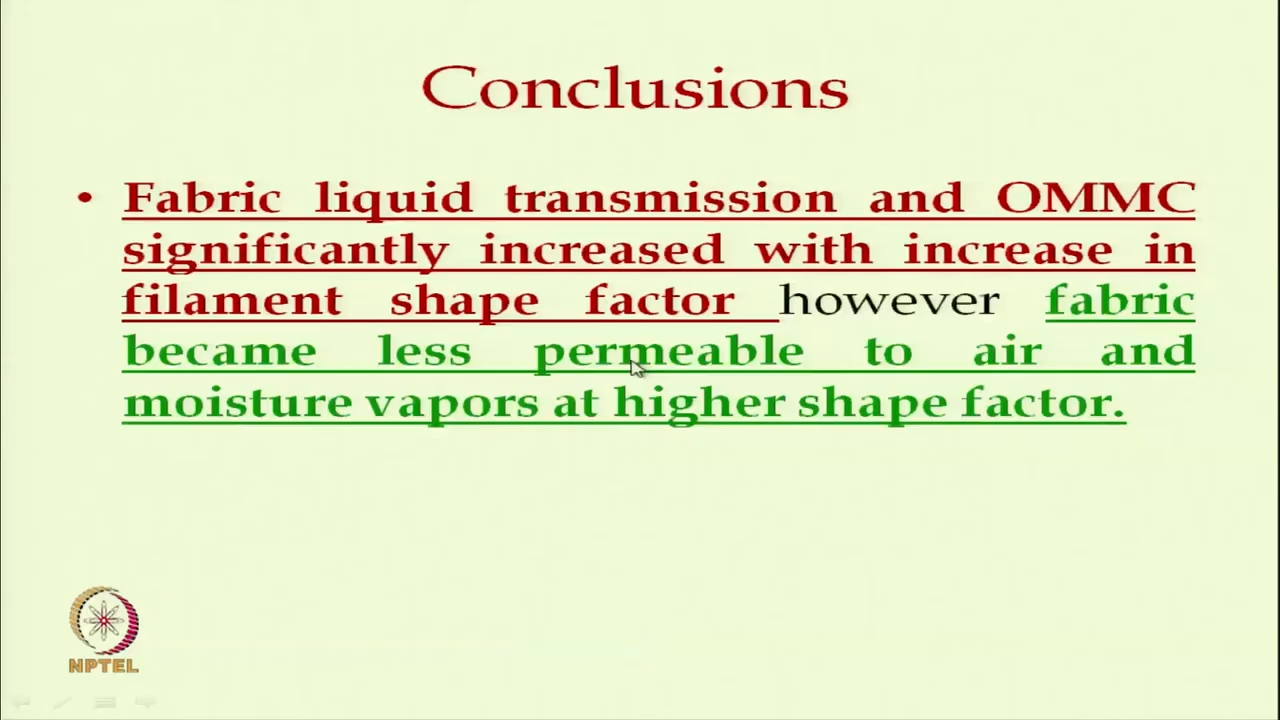 Conclusions
• Fabric liquid transmission and OMMC
significantly increased with increase in
filament shape factor however fabric
became less permeable to air and
moisture vapors at higher shape factor.
NPTEL